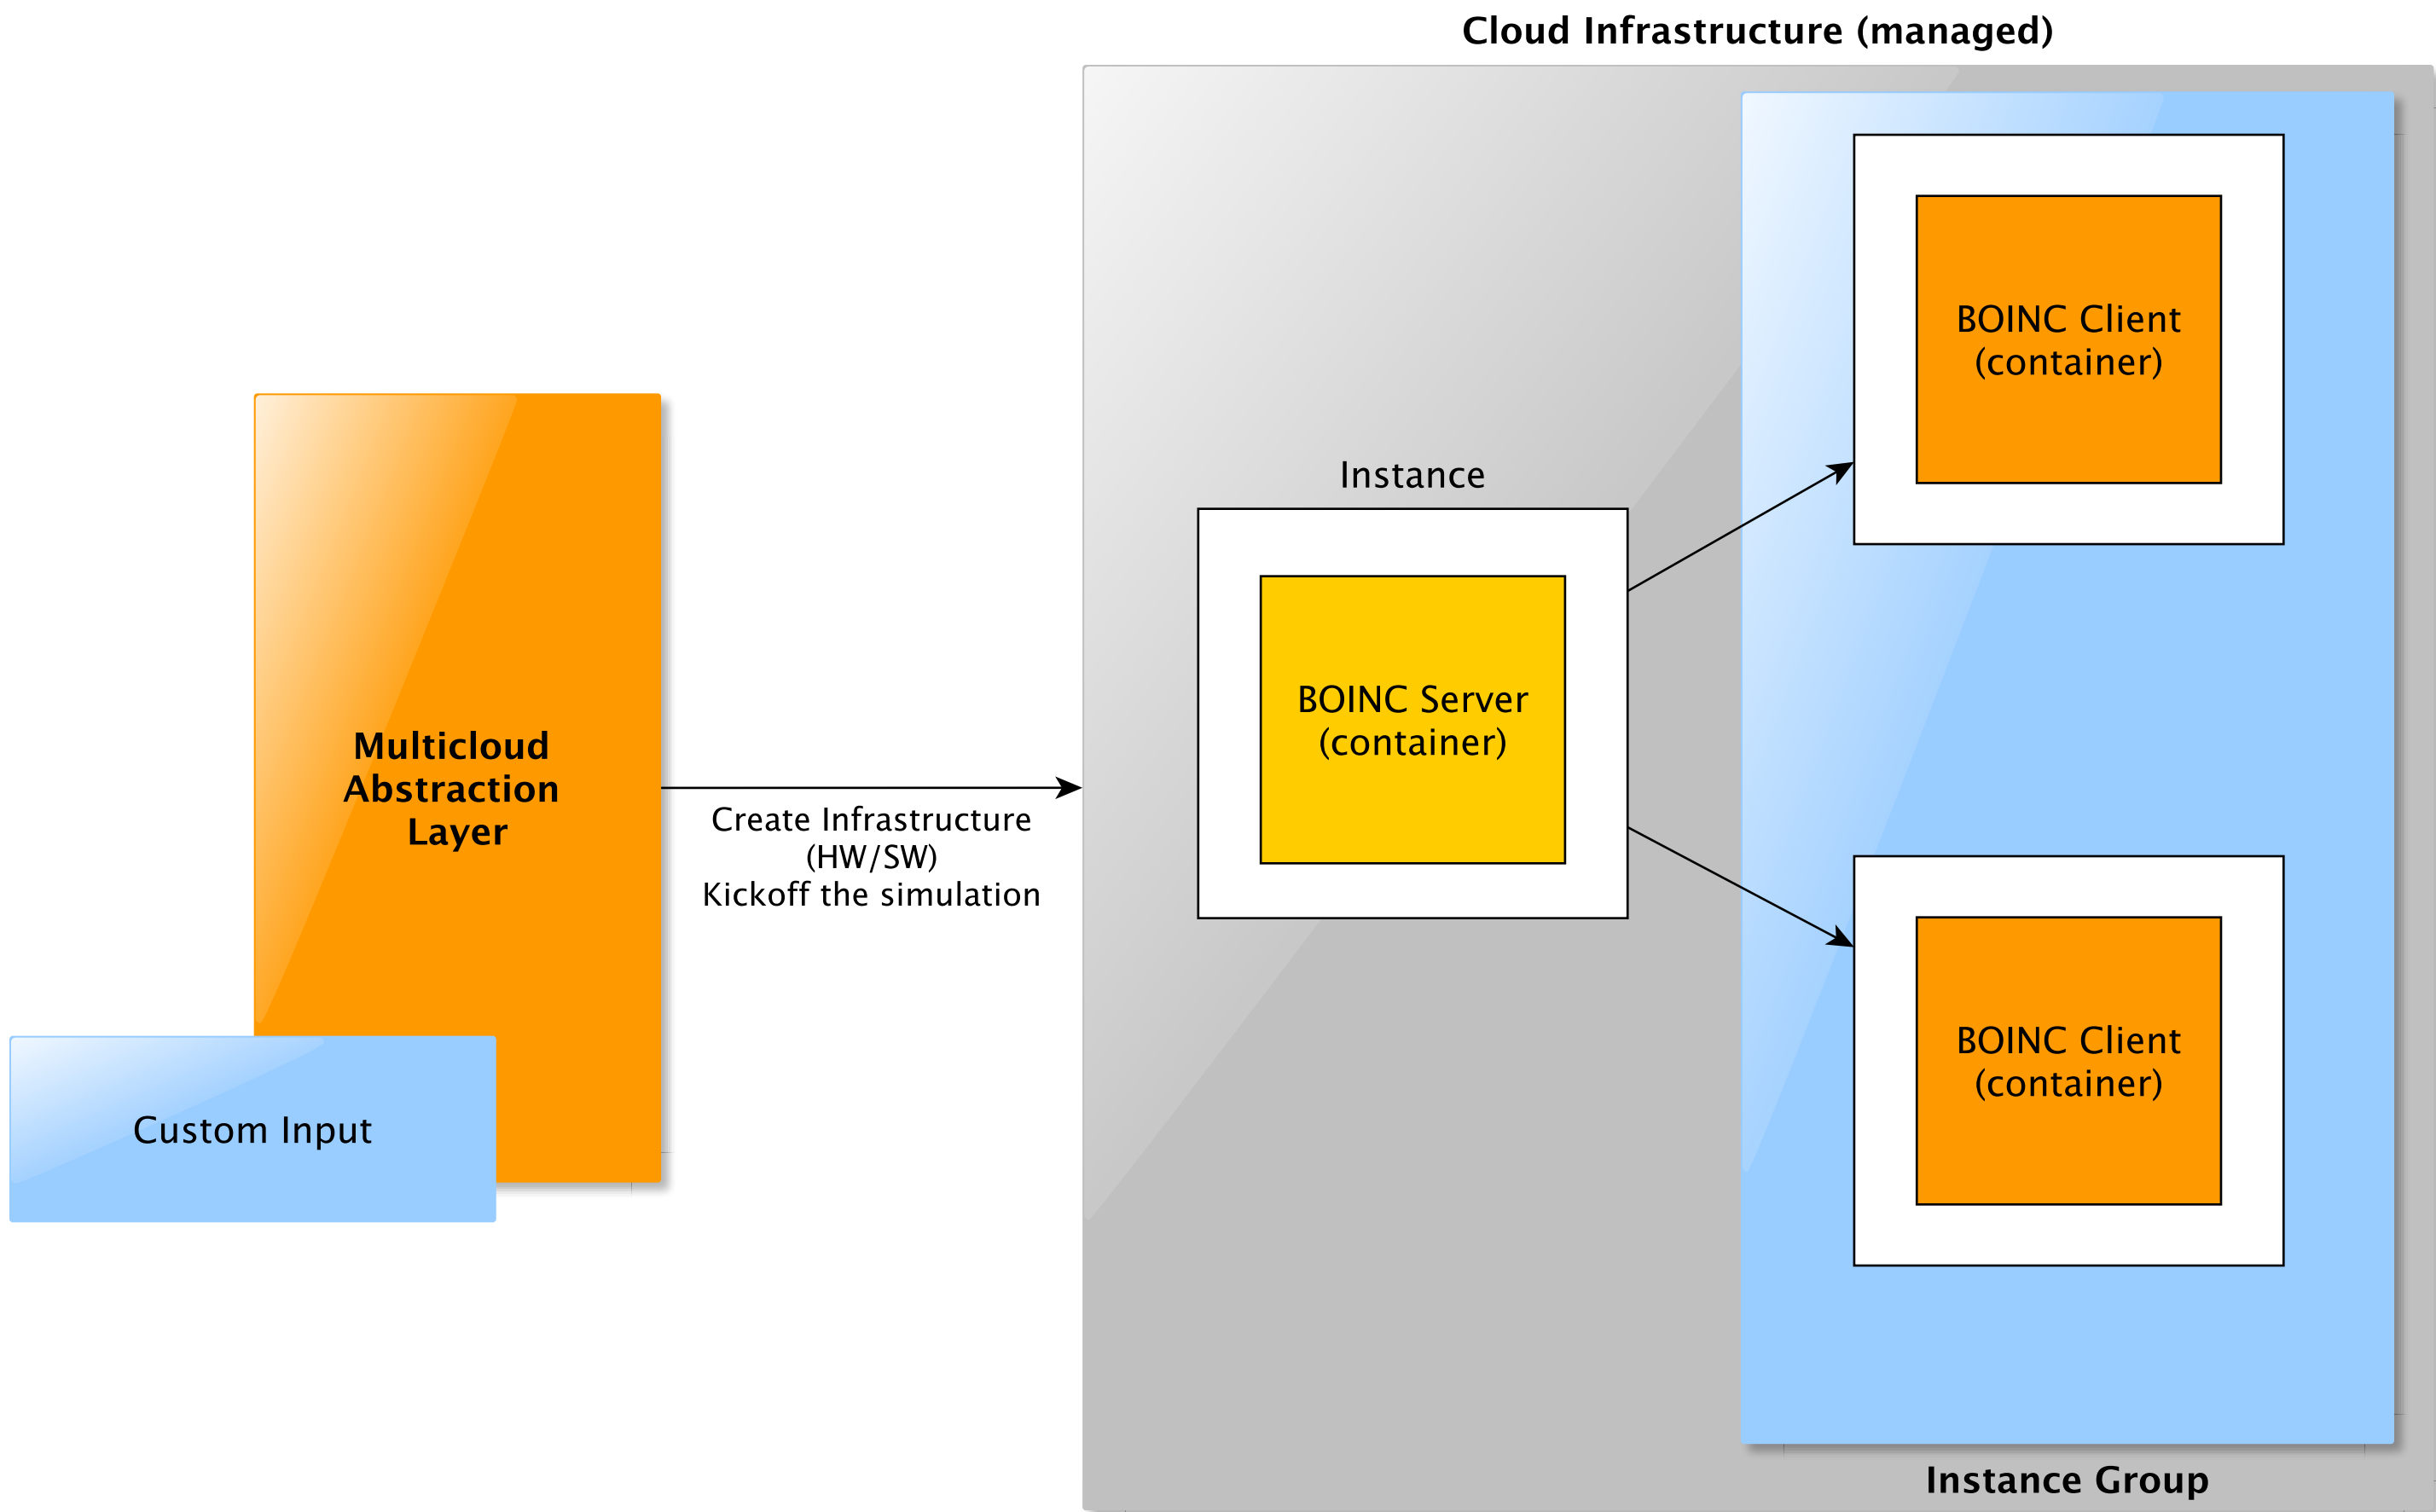 Cloud Infrastructure (managed)
BOINC Client
(container)
Instance
BOINC Server
(container)
Multicloud
Abstraction
Layer
Create Infrastructure
(HW/SW)
Kickoff the simulation
BOINC Client
(container)
Custom Input
Instance Group